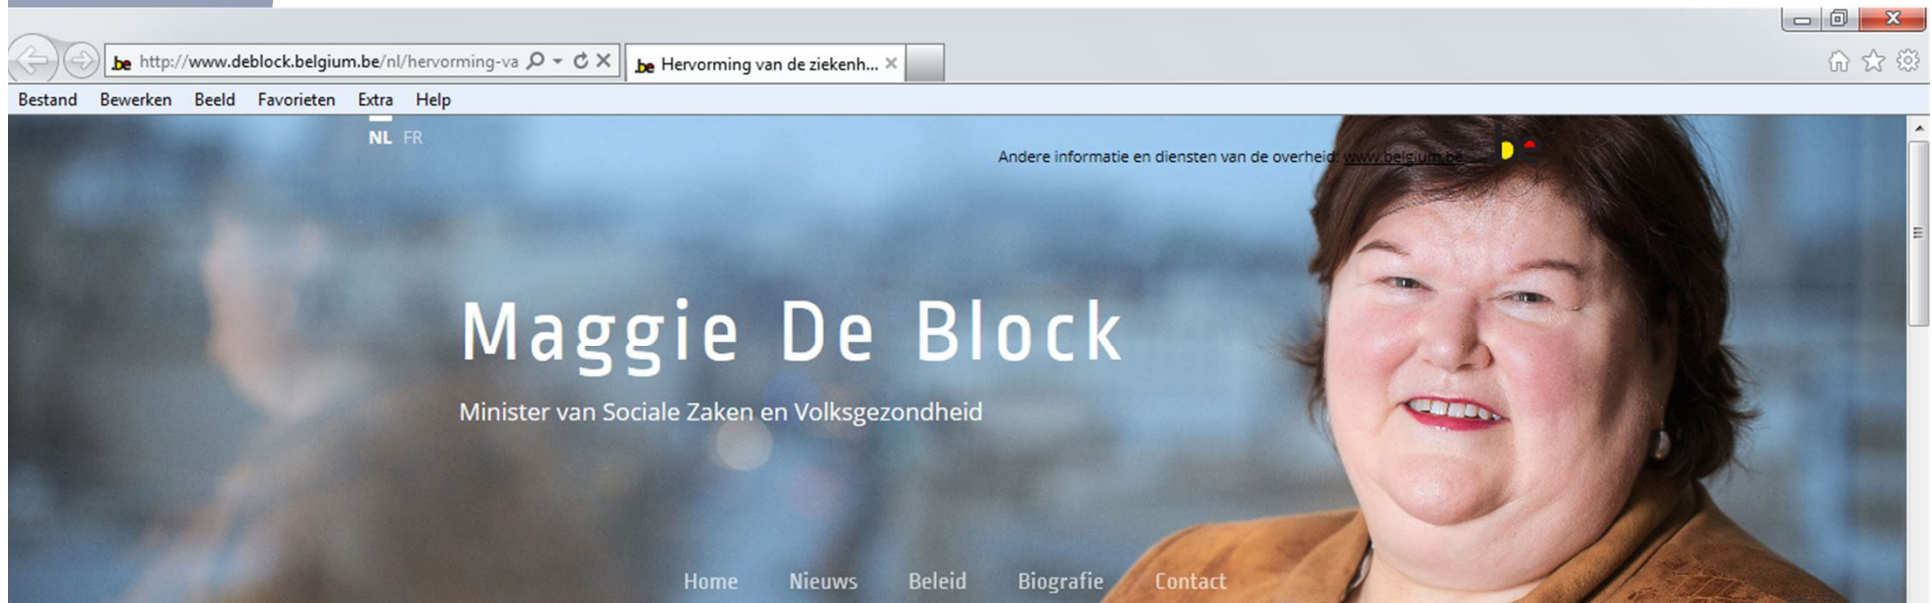 http://www.deblock.belgium.be/nl/hervorming-va
Hervorming van de ziekenh...
Bestand Bewerken Beeld Favorieten Extra Help
NL FR
Andere informatie en diensten van de overheid: www.belgium.be
be
Maggie De Block
Minister van Sociale Zaken en Volksgezondheid
Home Nieuws Beleid Biografie Contact